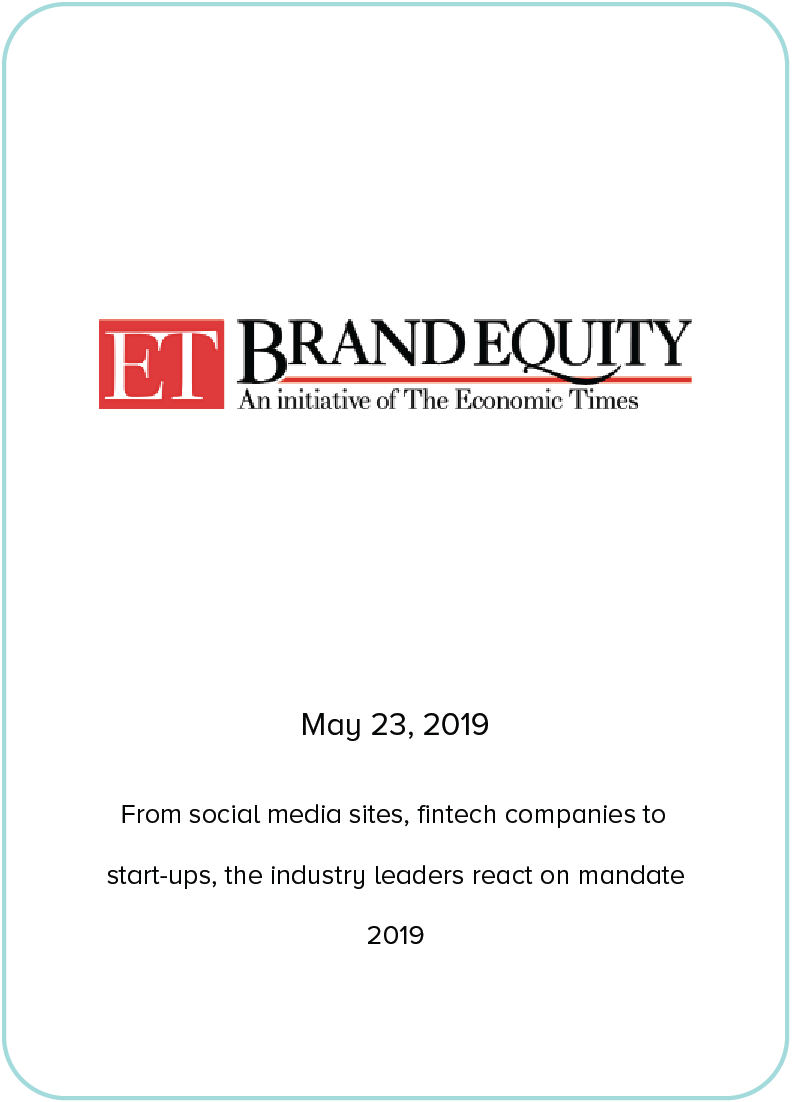 ET BRAND EQUITY
An initiative of The Economic Times
May 23, 2019
From social media sites, fintech companies to
start-ups, the industry leaders react on mandate
2019